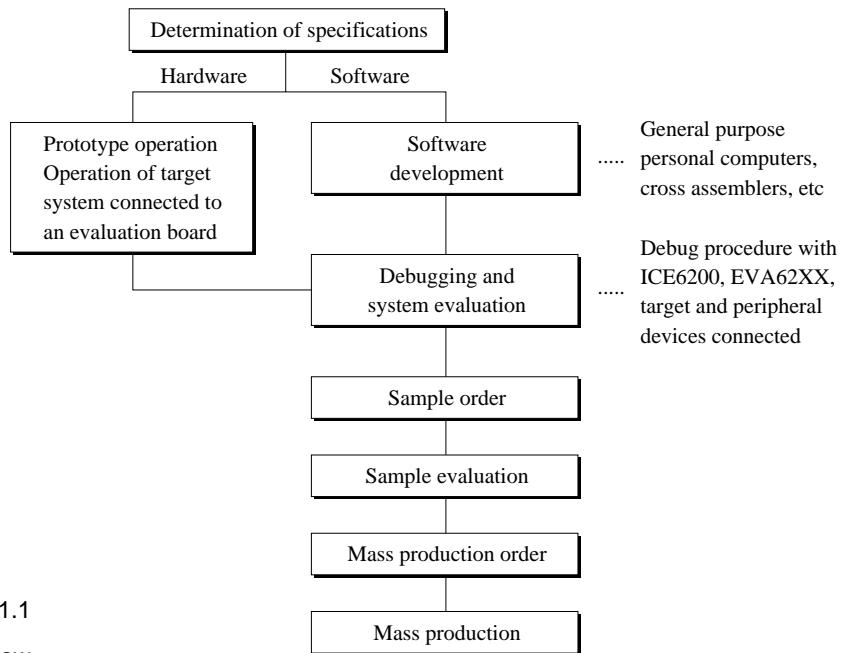 Determination of specifications
Hardware
Software
Prototype operation
Operation of target
system connected to
an evaluation board
Software
development
..... General purpose
personal computers,
cross assemblers, etc
Debugging and
system evaluation
..... Debug procedure with
ICE6200, EVA62XX,
target and peripheral
devices connected
Sample order
Sample evaluation
Mass production order
1.1
Mass production